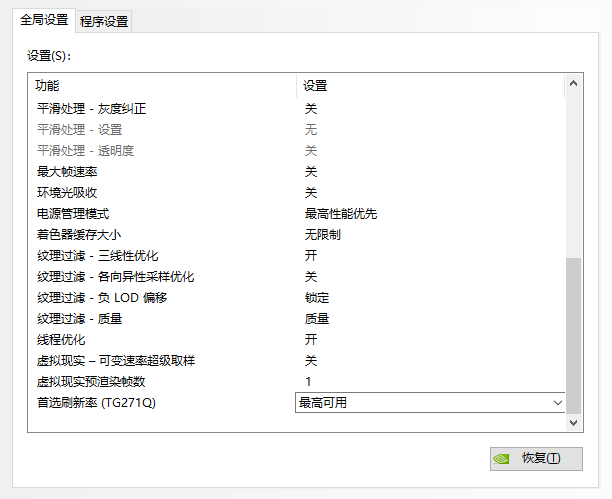 全局设置 程序设置
设置(S)：
功能 设置
平滑处理 - 灰度纠正 关
平滑处理 - 设置 无
平滑处理 - 透明度 关
最大帧速率 关
环境光吸收 关
电源管理模式 最高性能优先
着色器缓存大小 无限制
纹理过滤 - 三线性优化 开
纹理过滤 - 各向异性采样优化 关
纹理过滤 - 负 LOD 偏移 锁定
纹理过滤 - 质量 质量
线程优化 开
虚拟现实 – 可变速率超级取样 关
虚拟现实预渲染帧数 1
首选刷新率 (TG271Q) 最高可用
恢复(T)